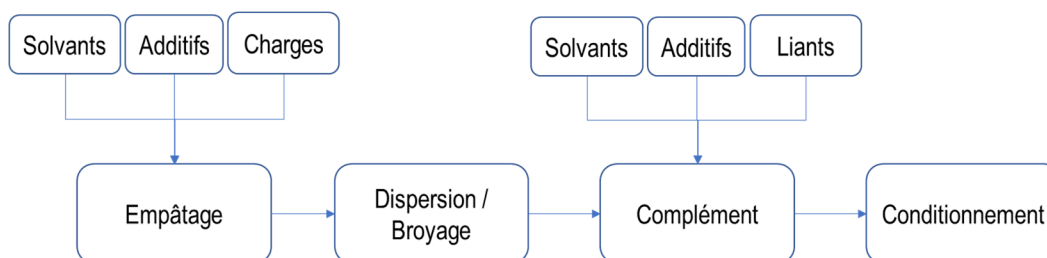 Solvants
Additifs
Charges
Solvants
Additifs
Liants
Empâtage
Dispersion /
Broyage
Complément
Conditionnement